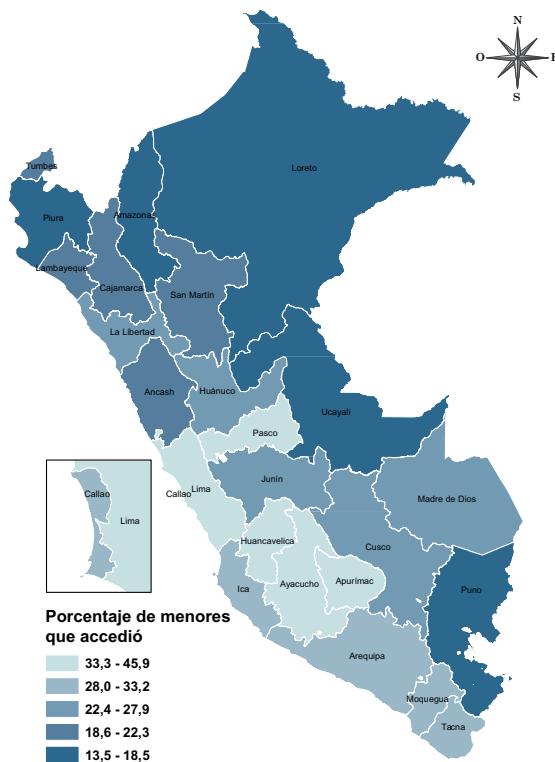 N
O
E
S
Loreto
Tumbes
Piura
Amazonas
Lambayeque
Cajamarca
San Martín
La Libertad
Ancash
Huánuco
Ucayali
Pasco
Callao
Lima
Junín
Madre de Dios
Callao
Lima
Huancavelica
Cusco
Ica
Ayacucho
Apurímac
Puno
Arequipa
Moquegua
Tacna
Porcentaje de menores
que accedió
33,3 - 45,9
28,0 - 33,2
22,4 - 27,9
18,6 - 22,3
13,5 - 18,5